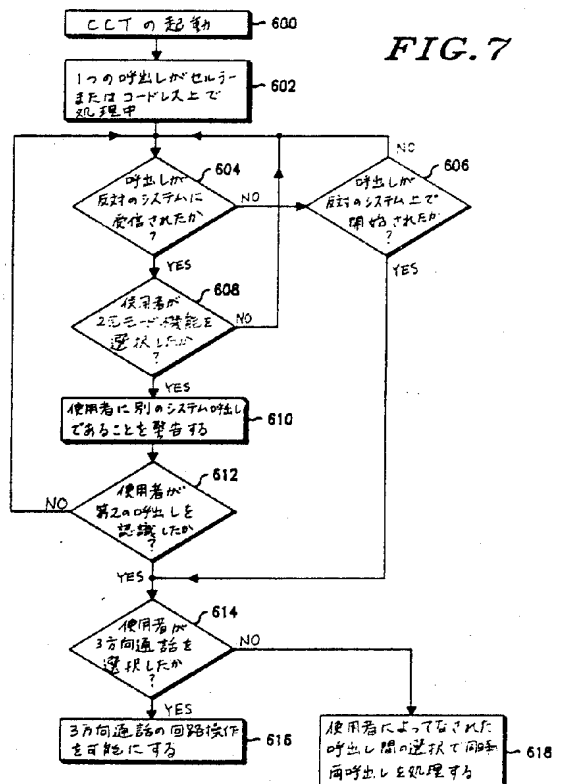 FIG. 7
CCTの起動
600
1つの呼出しがセルラー
またはコードレス上で
処理中
602
呼出しが
反対のシステムに
受信されたか
?
604
NO
YES
呼出しが
反対のシステム上で
開始されたか
?
606
NO
YES
使用者が
2重モード機能を
選択したか
?
608
NO
YES
使用者に別のシステム呼出し
であることを警告する
610
使用者が
第2の呼出しを
認識したか
?
612
NO
YES
使用者が
3方向通話を
選択したか
?
614
NO
YES
3方向通話の回路操作
を可能にする
616
使用者によってなされた
呼出し間の選択で同時
両呼出しを処理する
618